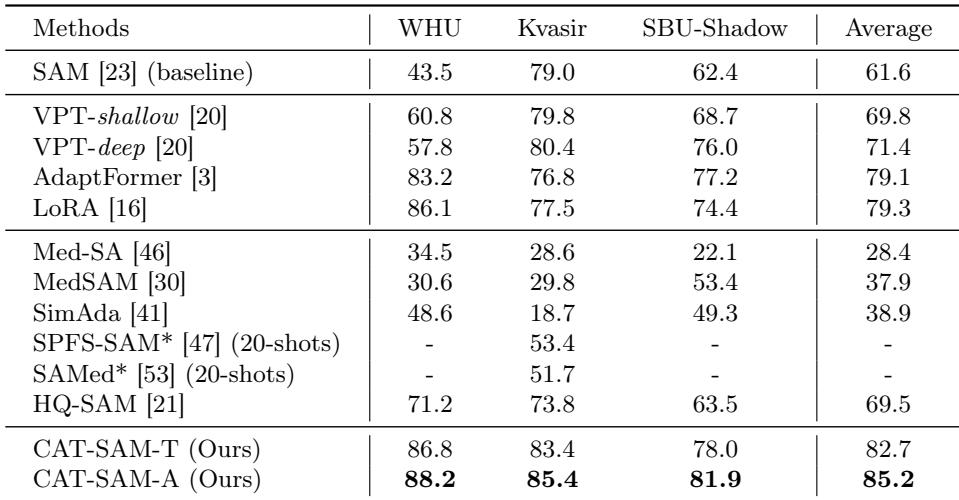 Methods WHU Kvasir SBU-Shadow Average
SAM [23] (baseline) 43.5 79.0 62.4 61.6
VPT-shallow [20] 60.8 79.8 68.7 69.8
VPT-deep [20] 57.8 80.4 76.0 71.4
AdaptFormer [3] 83.2 76.8 77.2 79.1
LoRA [16] 86.1 77.5 74.4 79.3
Med-SA [46] 34.5 28.6 22.1 28.4
MedSAM [30] 30.6 29.8 53.4 37.9
SimAda [41] 48.6 18.7 49.3 38.9
SPFS-SAM* [47] (20-shots) - 53.4 - -
SAMed* [53] (20-shots) - 51.7 - -
HQ-SAM [21] 71.2 73.8 63.5 69.5
CAT-SAM-T (Ours) 86.8 83.4 78.0 82.7
CAT-SAM-A (Ours) 88.2 85.4 81.9 85.2